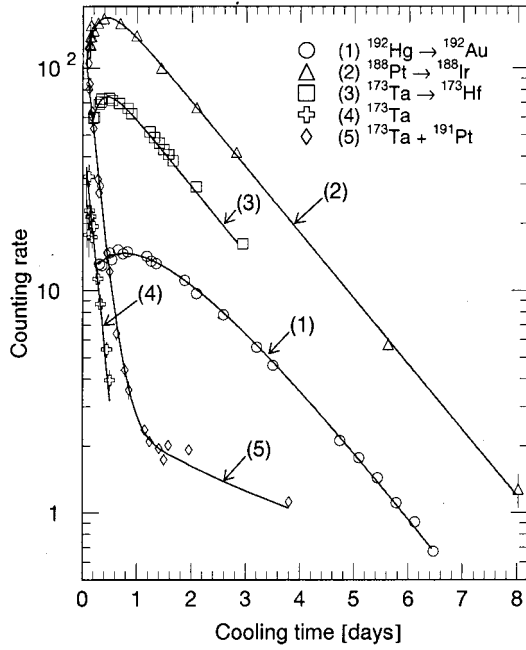 Counting rate
10²
10
1
(1) ¹⁹²Hg → ¹⁹²Au
(2) ¹⁸⁸Pt → ¹⁸⁸Ir
(3) ¹⁷³Ta → ¹⁷³Hf
(4) ¹⁷³Ta
(5) ¹⁷³Ta + ¹⁹¹Pt
(2)
(3)
(1)
(4)
(5)
0 1 2 3 4 5 6 7 8
Cooling time [days]